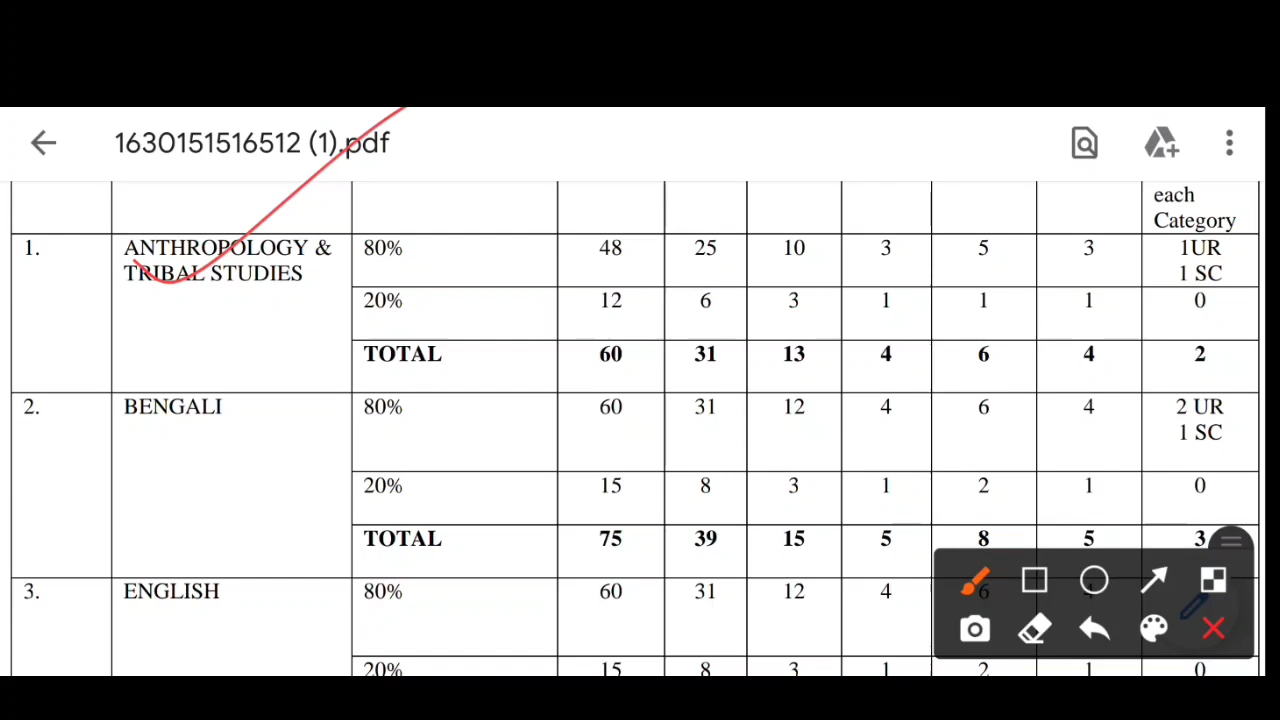 1630151516512 (1).pdf
each
Category
1. ANTHROPOLOGY & TRIBAL STUDIES 80% 48 25 10 3 5 3 1UR 1 SC
20% 12 6 3 1 1 1 0
TOTAL 60 31 13 4 6 4 2
2. BENGALI 80% 60 31 12 4 6 4 2 UR 1 SC
20% 15 8 3 1 2 1 0
TOTAL 75 39 15 5 8 5 3
3. ENGLISH 80% 60 31 12 4 6
20% 15 8 3 1 2 1 0